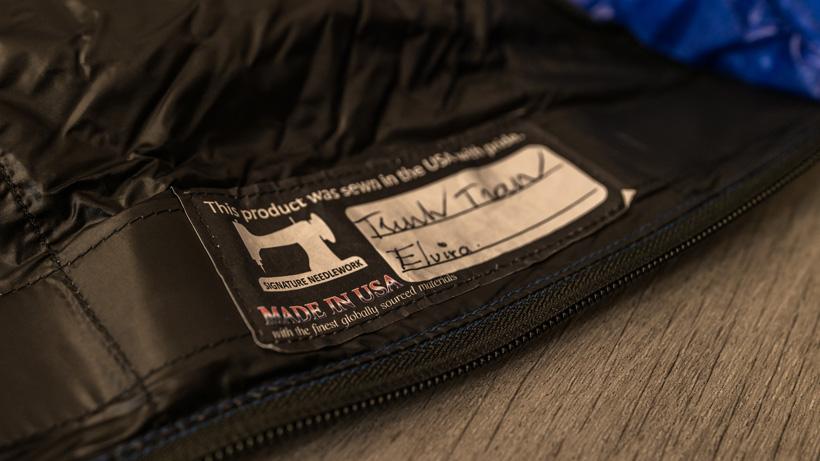 This product was sewn in the USA with pride.
Tran
Elvira.
SIGNATURE NEEDLEWORK
MADE IN USA
with the finest globally sourced materials